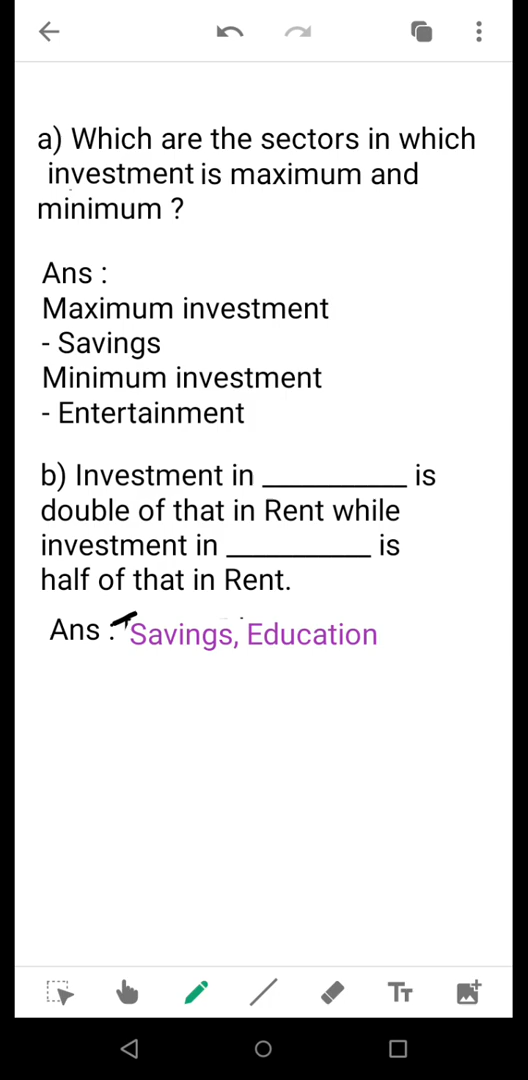 a) Which are the sectors in which
investment is maximum and
minimum ?
Ans :
Maximum investment
- Savings
Minimum investment
- Entertainment
b) Investment in __________ is
double of that in Rent while
investment in __________ is
half of that in Rent.
Ans : Savings, Education
TT